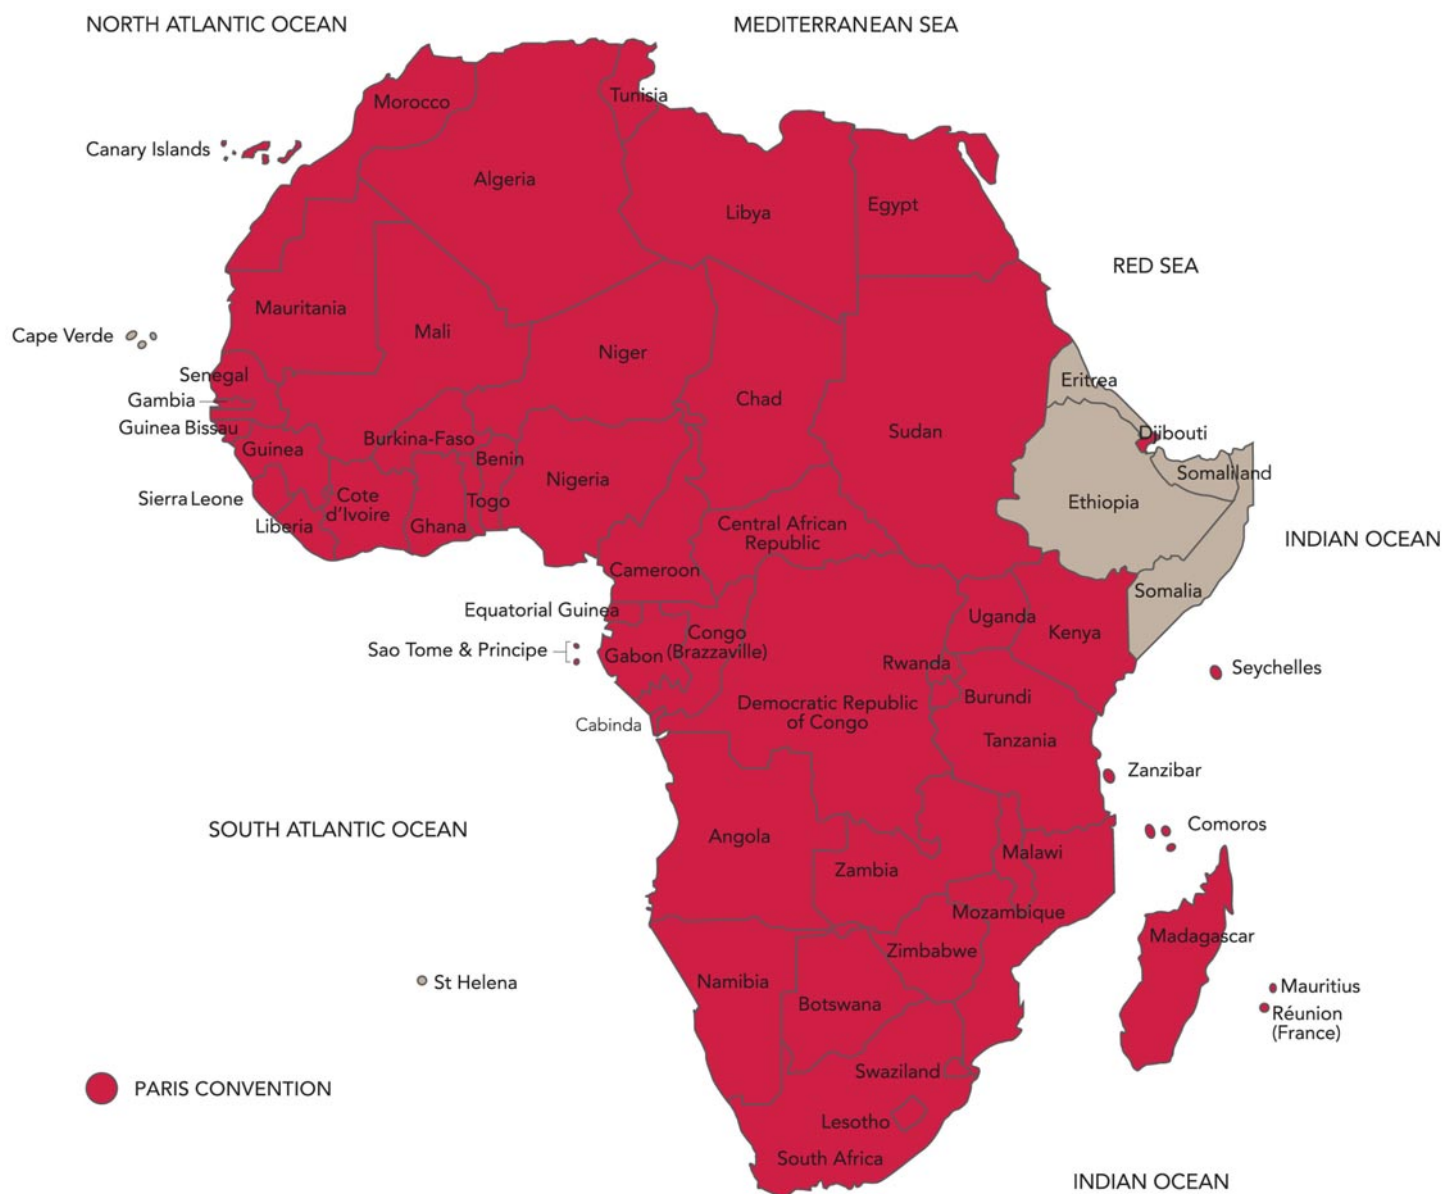 NORTH ATLANTIC OCEAN
MEDITERRANEAN SEA
Morocco
Tunisia
Canary Islands
Algeria
Libya
Egypt
RED SEA
Mauritania
Mali
Cape Verde
Niger
Senegal
Eritrea
Gambia
Chad
Guinea Bissau
Sudan
Djibouti
Burkina-Faso
Guinea
Benin
Somaliland
Nigeria
Sierra Leone
Cote
d’Ivoire
Togo
Ethiopia
Liberia
Ghana
Central African
Republic
INDIAN OCEAN
Cameroon
Somalia
Equatorial Guinea
Uganda
Congo
(Brazzaville)
Kenya
Sao Tome & Principe
Gabon
Rwanda
Seychelles
Democratic Republic
of Congo
Burundi
Cabinda
Tanzania
Zanzibar
SOUTH ATLANTIC OCEAN
Comoros
Angola
Malawi
Zambia
Mozambique
Madagascar
Zimbabwe
St Helena
Namibia
Mauritius
Botswana
Réunion
(France)
Swaziland
PARIS CONVENTION
Lesotho
South Africa
INDIAN OCEAN